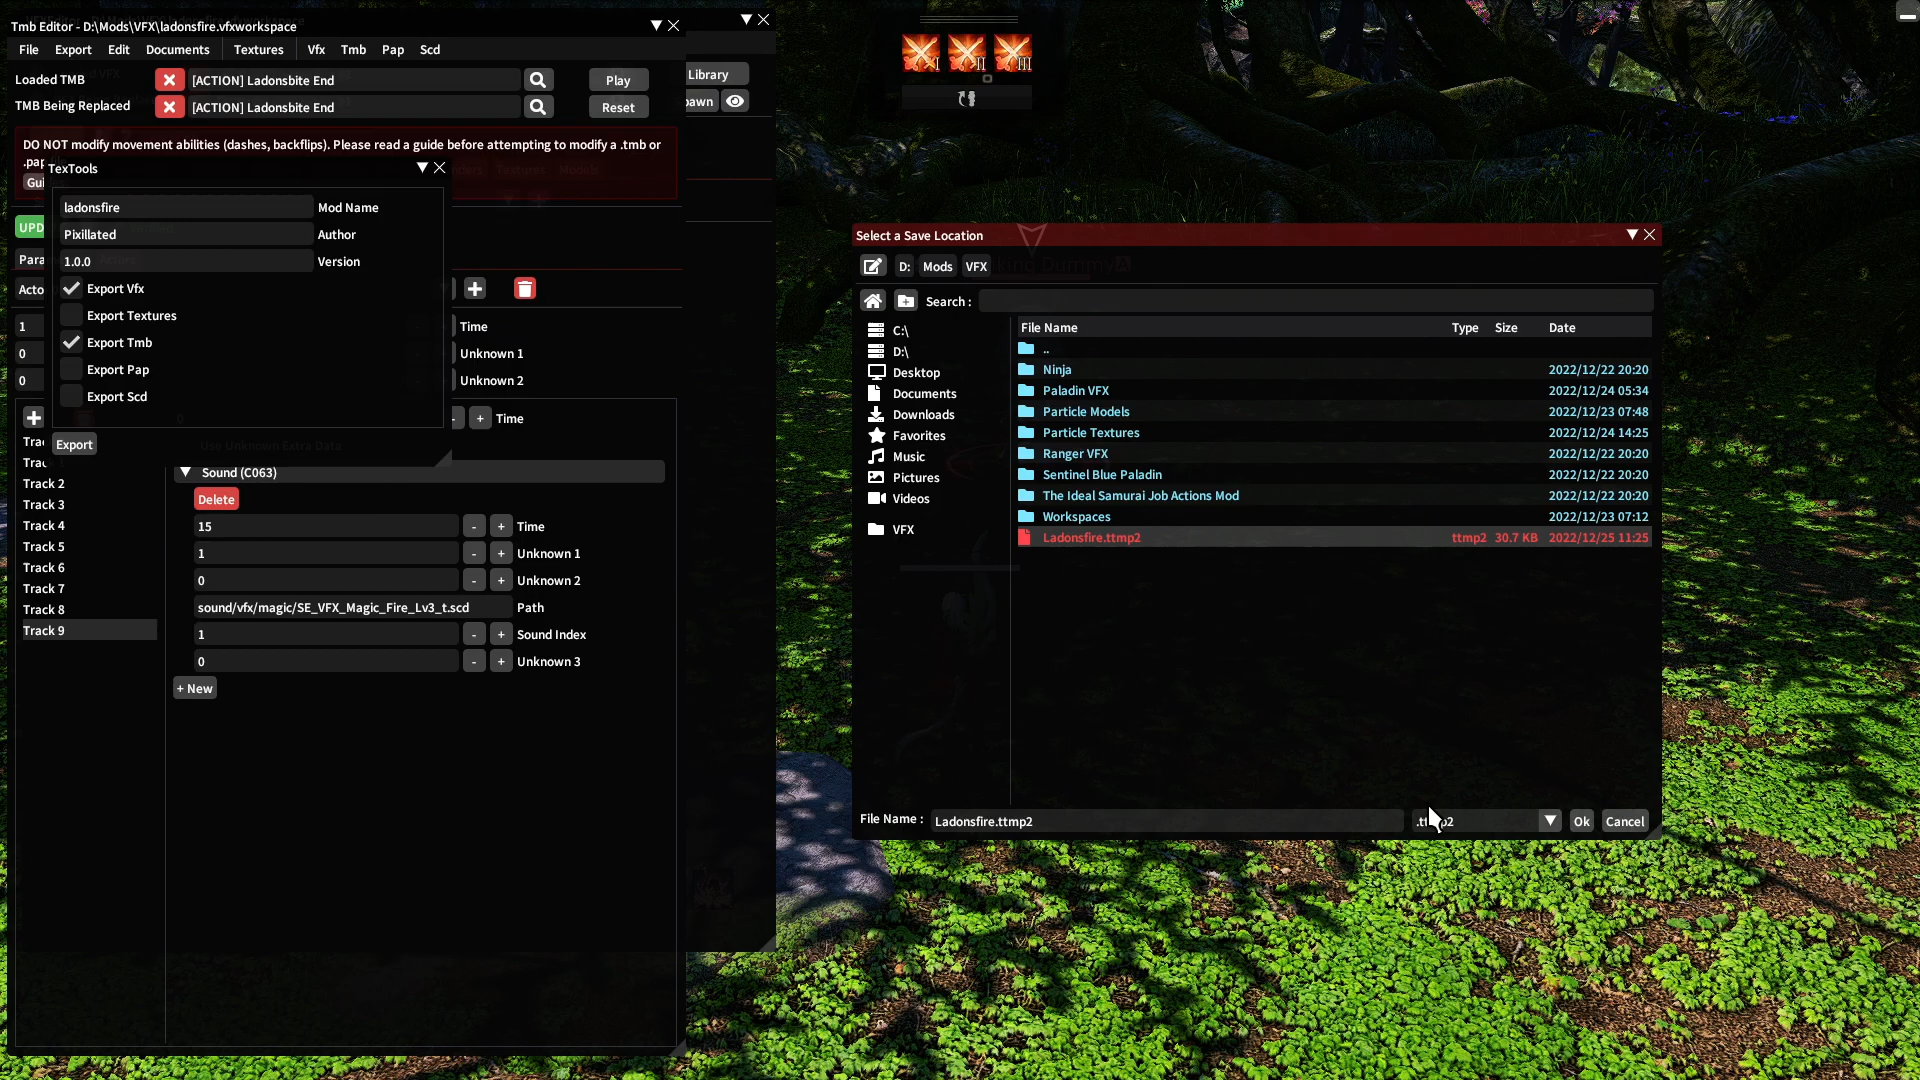 Tmb Editor - D:\Mods\VFX\ladonsfire.vfxworkspace
File Export Edit Documents Textures Vfx Tmb Pap Scd
Loaded TMB [ACTION] Ladonsbite End Play
TMB Being Replaced [ACTION] Ladonsbite End Reset
Library
DO NOT modify movement abilities (dashes, backflips). Please read a guide before attempting to modify a .tmb or
TexTools
ladonsfire Mod Name
Pixillated Author
1.0.0 Version
Export Vfx
Export Textures
Export Tmb
Export Pap
Export Scd
Export
1 Time
0 Unknown 1
0 Unknown 2
- + Time
Use Unknown Extra Data
Track 2
Track 3
Track 4
Track 5
Track 6
Track 7
Track 8
Track 9
Sound (C063)
Delete
15 - + Time
1 - + Unknown 1
0 - + Unknown 2
sound/vfx/magic/SE_VFX_Magic_Fire_Lv3_t.scd Path
1 - + Sound Index
0 - + Unknown 3
+ New
I II III
Select a Save Location
D: Mods VFX
Search :
C:\
D:\
Desktop
Documents
Downloads
Favorites
Music
Pictures
Videos
VFX
File Name Type Size Date
..
Ninja 2022/12/22 20:20
Paladin VFX 2022/12/24 05:34
Particle Models 2022/12/23 07:48
Particle Textures 2022/12/24 14:25
Ranger VFX 2022/12/22 20:20
Sentinel Blue Paladin 2022/12/22 20:20
The Ideal Samurai Job Actions Mod 2022/12/22 20:20
Workspaces 2022/12/23 07:12
Ladonsfire.ttmp2 ttmp2 30.7 KB 2022/12/25 11:25
File Name : Ladonsfire.ttmp2 Ok Cancel